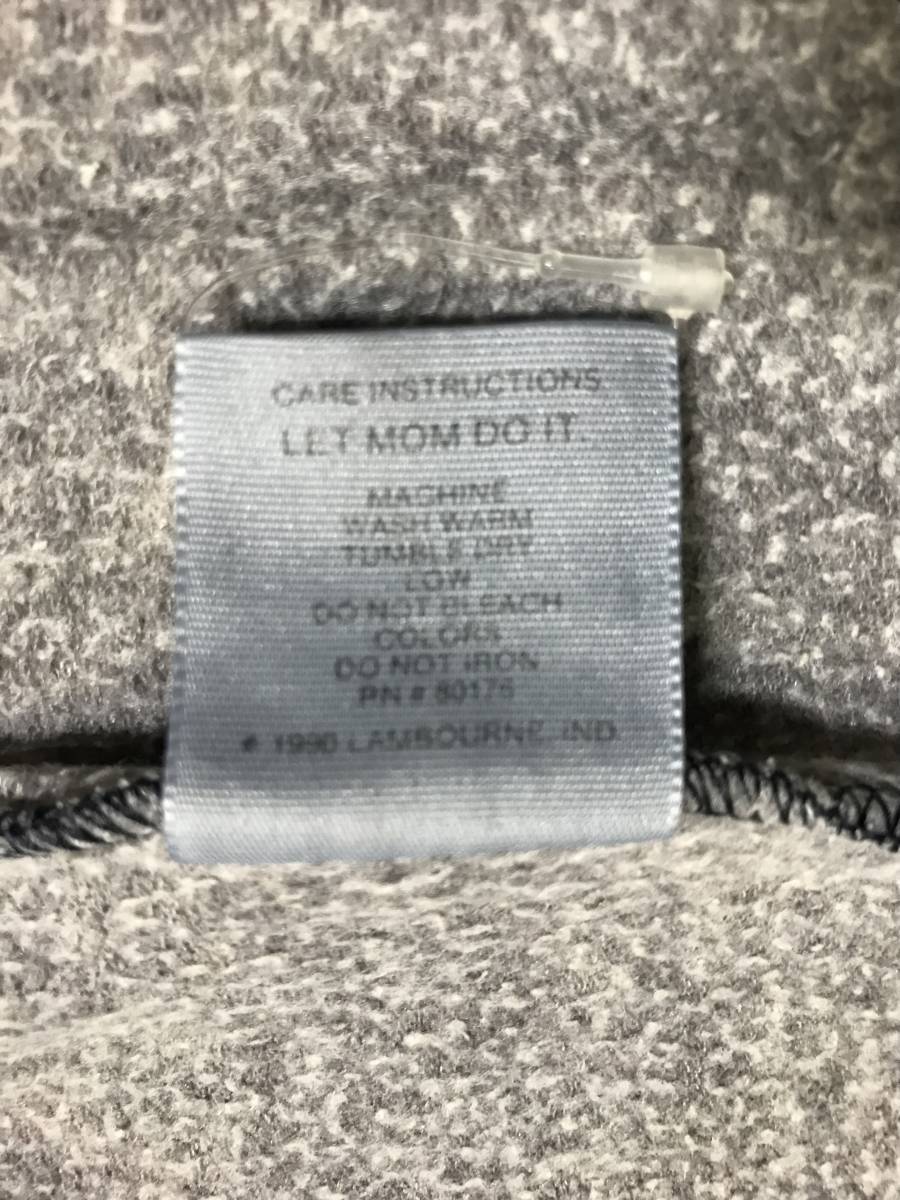 CARE INSTRUCTIONS
LET MOM DO IT.
MACHINE
WASH WARM
TUMBLE DRY
LOW
DO NOT BLEACH
COLORS
DO NOT IRON
PN # 80176
© 1990 LAMBOURNE, IND.